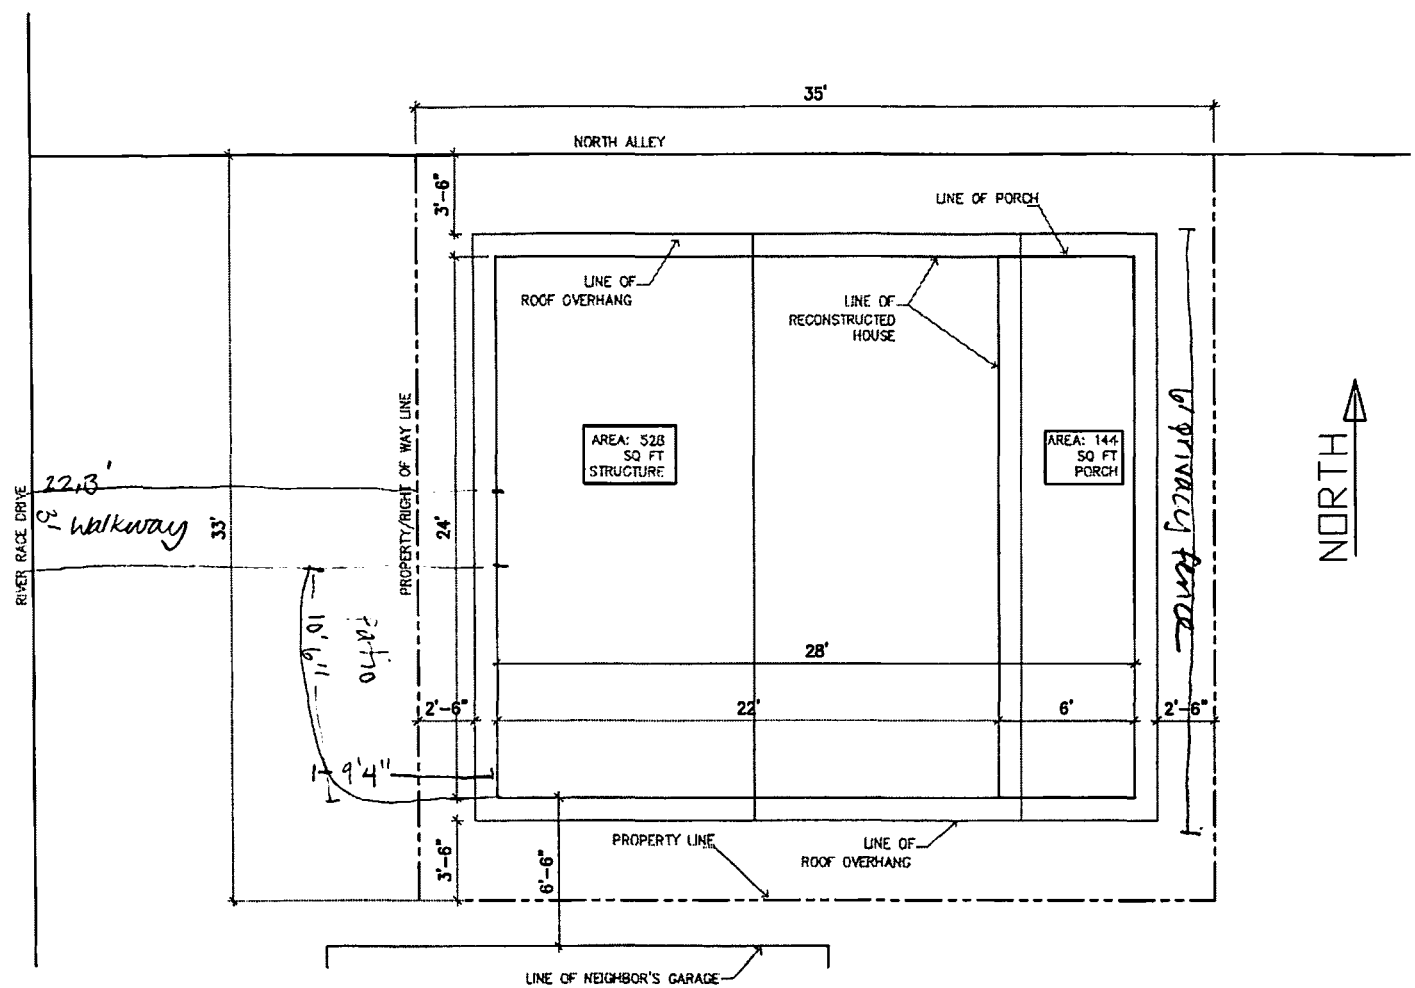 35'
NORTH ALLEY
3'-6"
LINE OF PORCH
LINE OF
ROOF OVERHANG
LINE OF
RECONSTRUCTED
HOUSE
PROPERTY/RIGHT OF WAY LINE
AREA: 528
SQ FT
STRUCTURE
AREA: 144
SQ FT
PORCH
6' privacy fence
NORTH
RIVER RACE DRIVE
22.3'
3' Walkway
33'
24'
Patio
10'6"
28'
2'-6"
22'
6'
2'-6"
9'4"
3'-6"
6'-6"
PROPERTY LINE
LINE OF
ROOF OVERHANG
LINE OF NEIGHBOR'S GARAGE